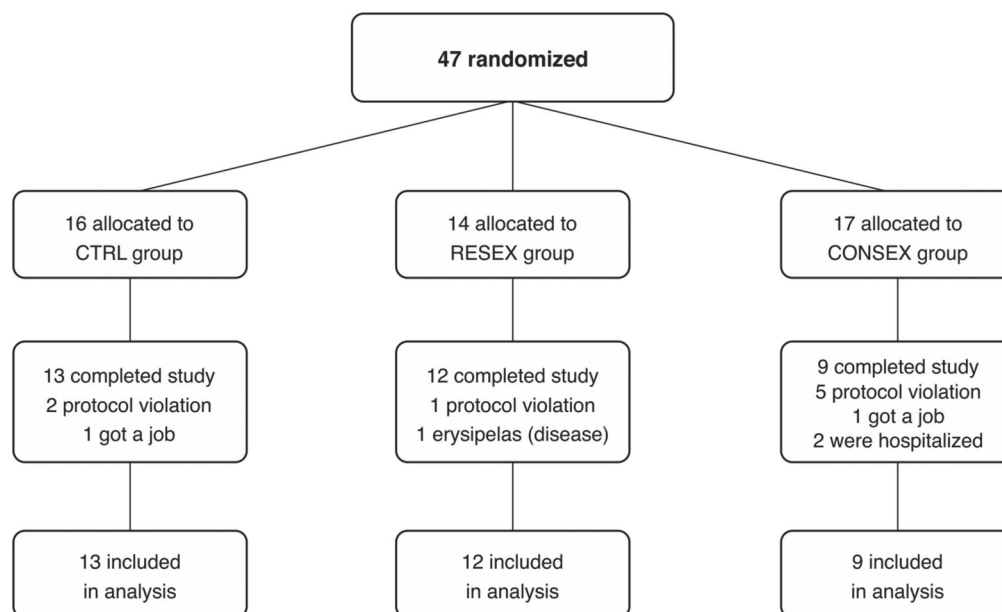 47 randomized
16 allocated to
CTRL group
14 allocated to
RESEX group
17 allocated to
CONSEX group
13 completed study
2 protocol violation
1 got a job
12 completed study
1 protocol violation
1 erysipelas (disease)
9 completed study
5 protocol violation
1 got a job
2 were hospitalized
13 included
in analysis
12 included
in analysis
9 included
in analysis